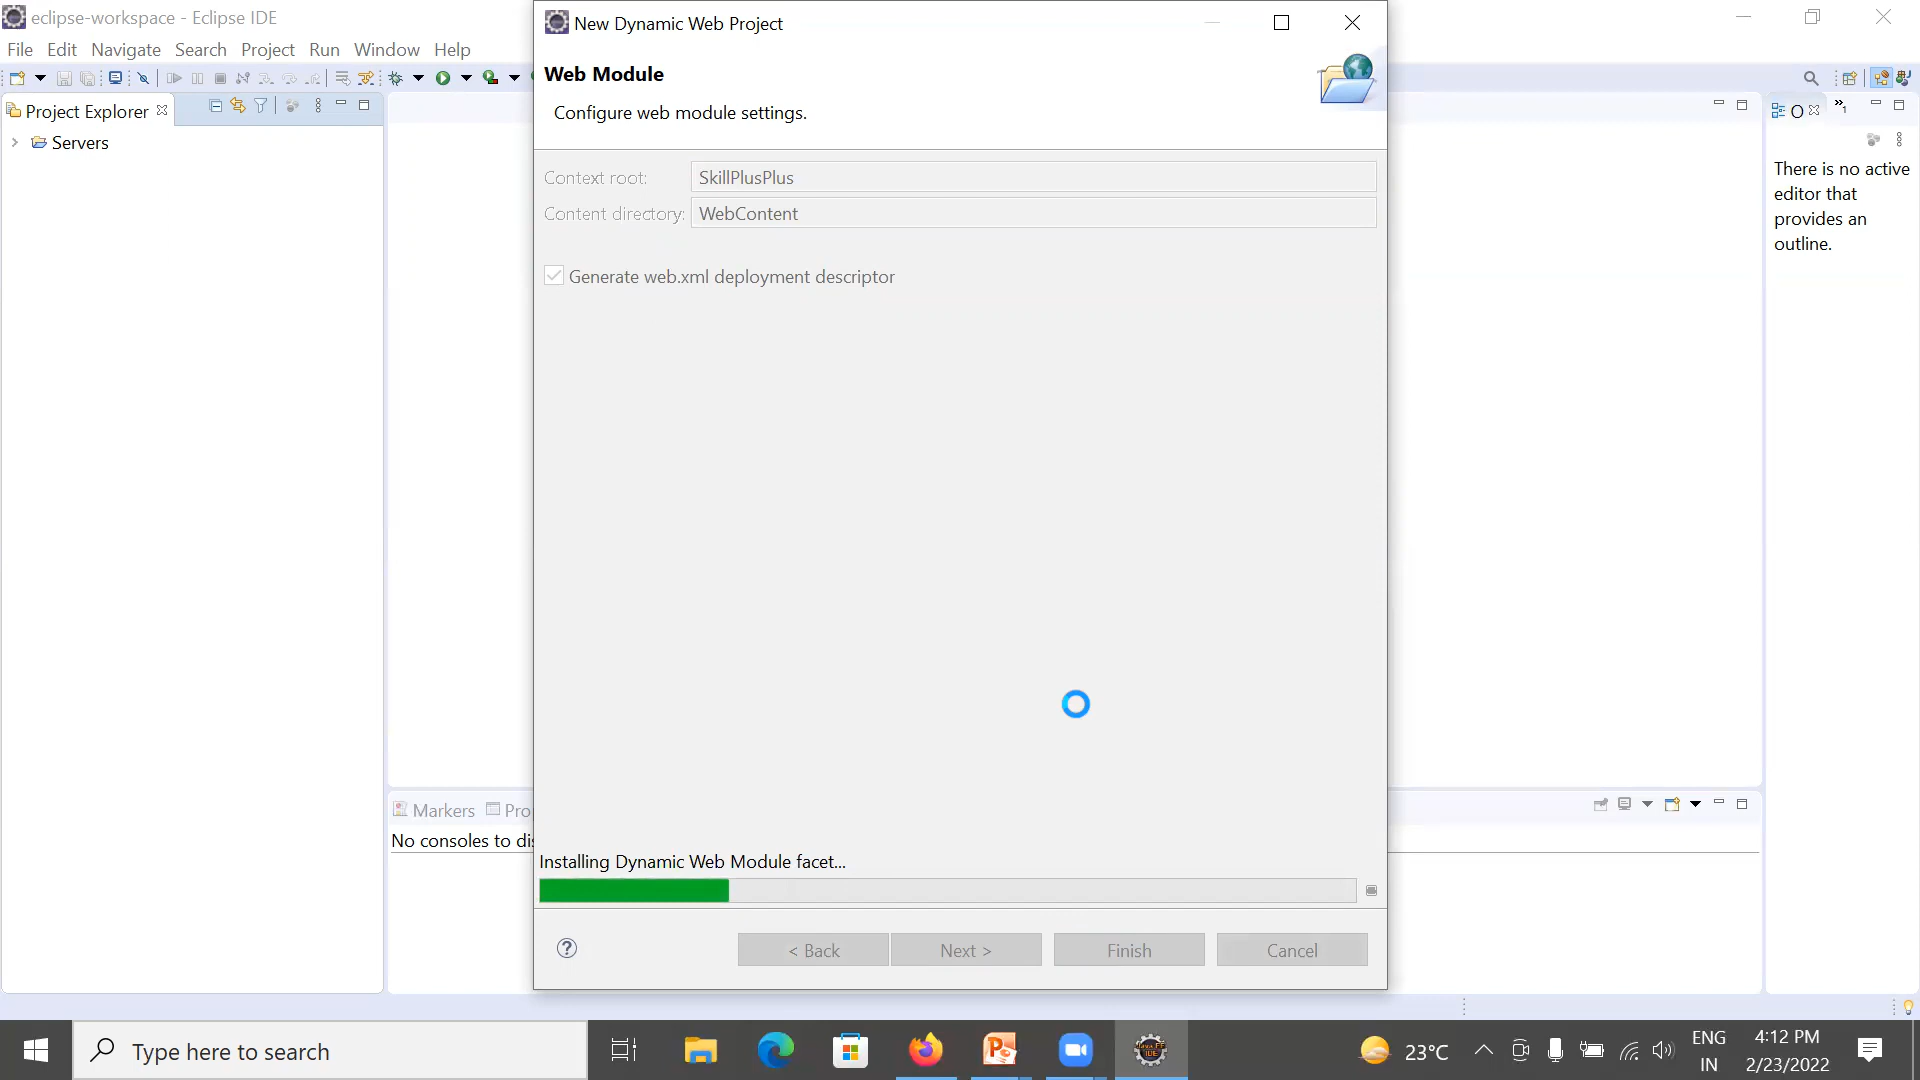 eclipse-workspace - Eclipse IDE
File Edit Navigate Search Project Run Window Help
Project Explorer
Servers
New Dynamic Web Project
Web Module
Configure web module settings.
Context root: SkillPlusPlus
Content directory: WebContent
Generate web.xml deployment descriptor
Installing Dynamic Web Module facet...
< Back Next > Finish Cancel
O
There is no active
editor that
provides an
outline.
Markers Pro
No consoles to dis
Type here to search
23°C
ENG
IN
4:12 PM
2/23/2022